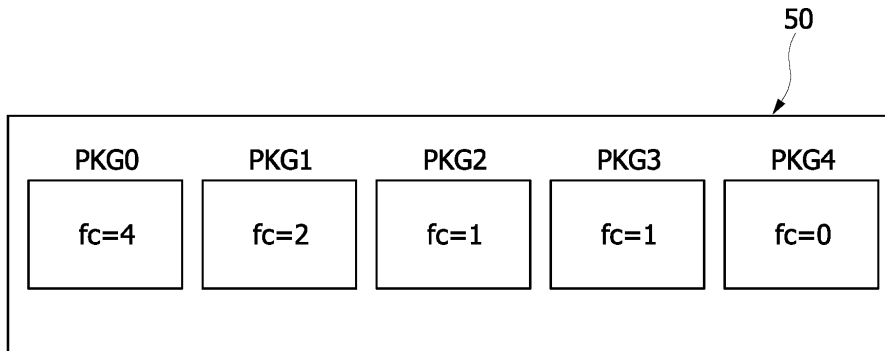 50
PKG0 PKG1 PKG2 PKG3 PKG4
fc=4 fc=2 fc=1 fc=1 fc=0